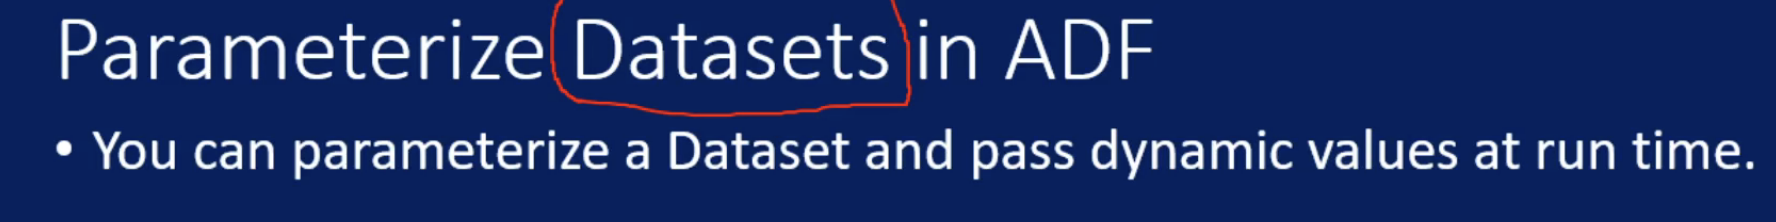 Parameterize Datasets in ADF
• You can parameterize a Dataset and pass dynamic values at run time.